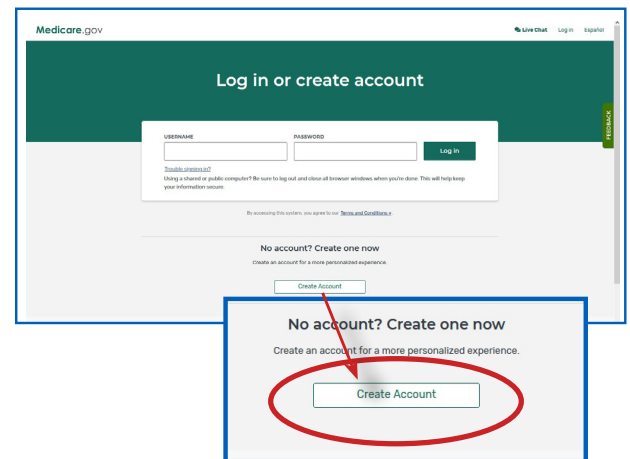 Medicare.gov
Live Chat Log in Español
Log in or create account
FEEDBACK
USERNAME PASSWORD
Log in
Trouble signing in?
Using a shared or public computer? Be sure to log out and close all browser windows when you're done. This will help keep
your information secure.
By accessing this system, you agree to our Terms and Conditions
No account? Create one now
Create an account for a more personalized experience.
Create Account
No account? Create one now
Create an account for a more personalized experience.
Create Account